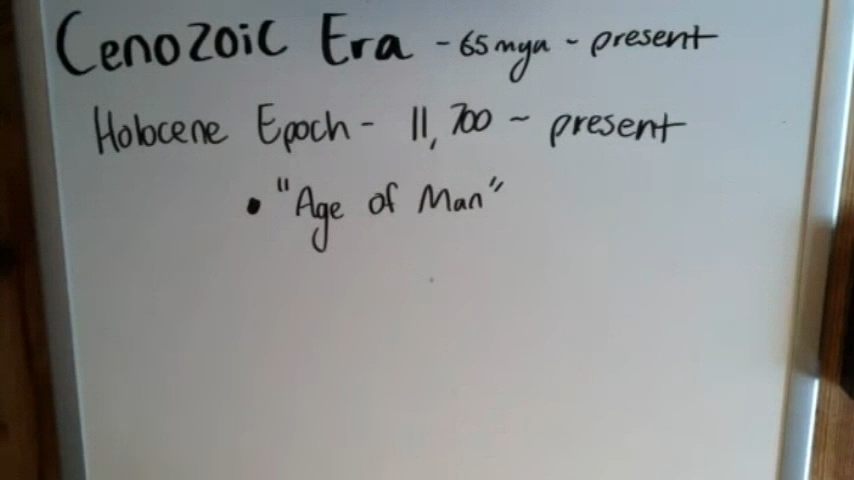 Cenozoic Era - 65 mya - present
Holocene Epoch - 11,700 - present
• "Age of Man"